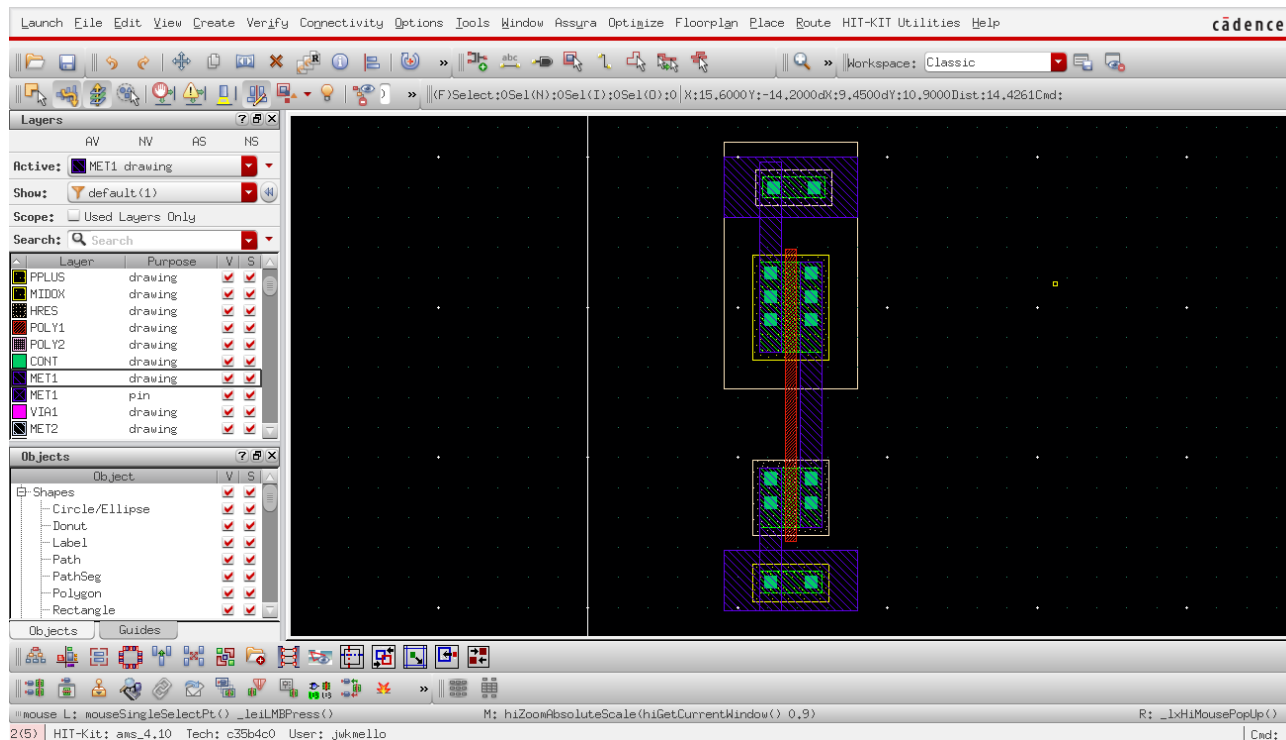 Launch File Edit View Create Verify Connectivity Options Tools Window Assura Optimize Floorplan Place Route HIT-KIT Utilities Help cādence
abc R » » Workspace: Classic
» (F)Select:0Sel(N):0Sel(I):0Sel(O):0 X:15.6000Y:-14.2000dX:9.4500dY:10.9000Dist:14.4261Cmd:
Layers
AV NV AS NS
Active: MET1 drawing
Show: default(1)
Scope: Used Layers Only
Search: Search
Layer Purpose V S
PPLUS drawing
MIDOX drawing
HRES drawing
POLY1 drawing
POLY2 drawing
CONT drawing
MET1 drawing
MET1 pin
VIA1 drawing
MET2 drawing
Objects
Object V S
Shapes
Circle/Ellipse
Donut
Label
Path
PathSeg
Polygon
Rectangle
Objects Guides
»
mouse L: mouseSingleSelectPt() _leiLMBPress() M: hiZoomAbsoluteScale(hiGetCurrentWindow() 0.9) R: _lxHiMousePopUp()
2(5) HIT-Kit: ams_4.10 Tech: c35b4c0 User: jwkmello Cmd: